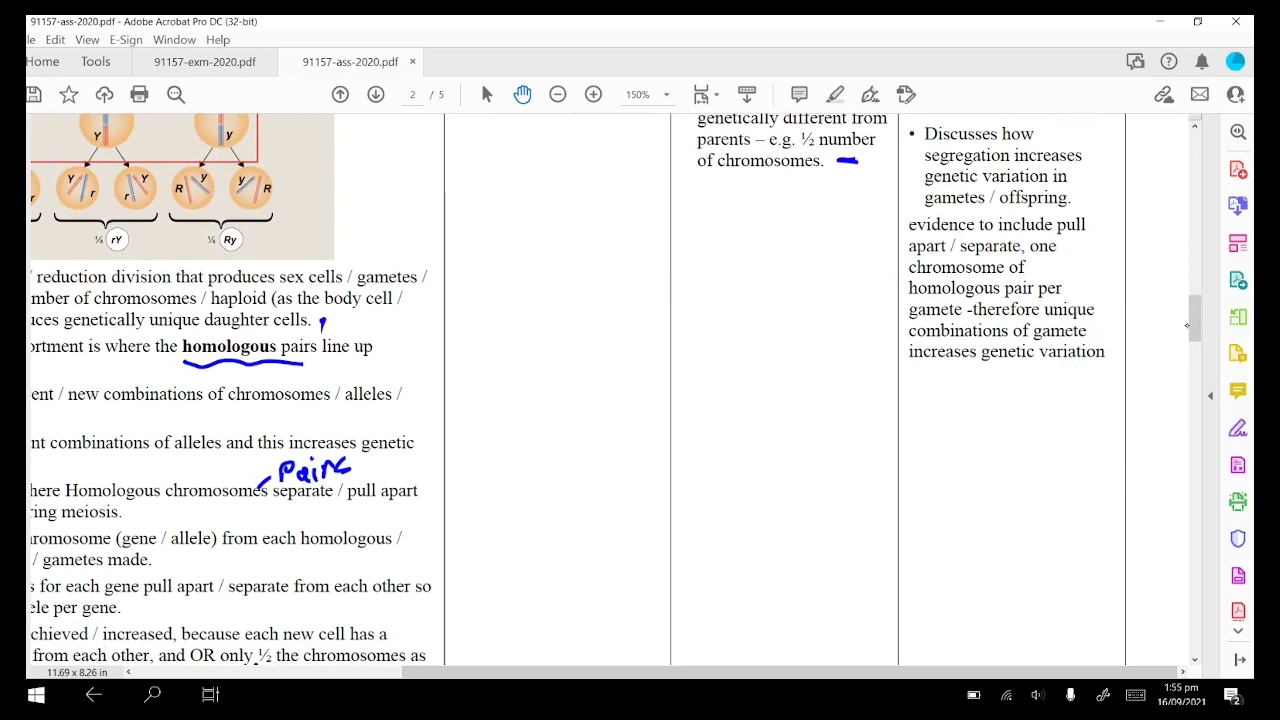 91157-ass-2020.pdf - Adobe Acrobat Pro DC (32-bit)
le Edit View E-Sign Window Help
Home Tools 91157-exm-2020.pdf 91157-ass-2020.pdf ×
2 / 5 150%
Y y
Y r r Y R y y R
r
¼ rY ¼ Ry
/ reduction division that produces sex cells / gametes /
mber of chromosomes / haploid (as the body cell /
uces genetically unique daughter cells.
ortment is where the homologous pairs line up
ent / new combinations of chromosomes / alleles /
nt combinations of alleles and this increases genetic
Pairs
here Homologous chromosomes separate / pull apart
ring meiosis.
hromosome (gene / allele) from each homologous /
/ gametes made.
s for each gene pull apart / separate from each other so
ele per gene.
chieved / increased, because each new cell has a
from each other, and OR only ½ the chromosomes as
genetically different from
parents – e.g. ½ number
of chromosomes.
• Discusses how
segregation increases
genetic variation in
gametes / offspring.
evidence to include pull
apart / separate, one
chromosome of
homologous pair per
gamete -therefore unique
combinations of gamete
increases genetic variation
11.69 x 8.26 in
1:55 pm
16/09/2021
2